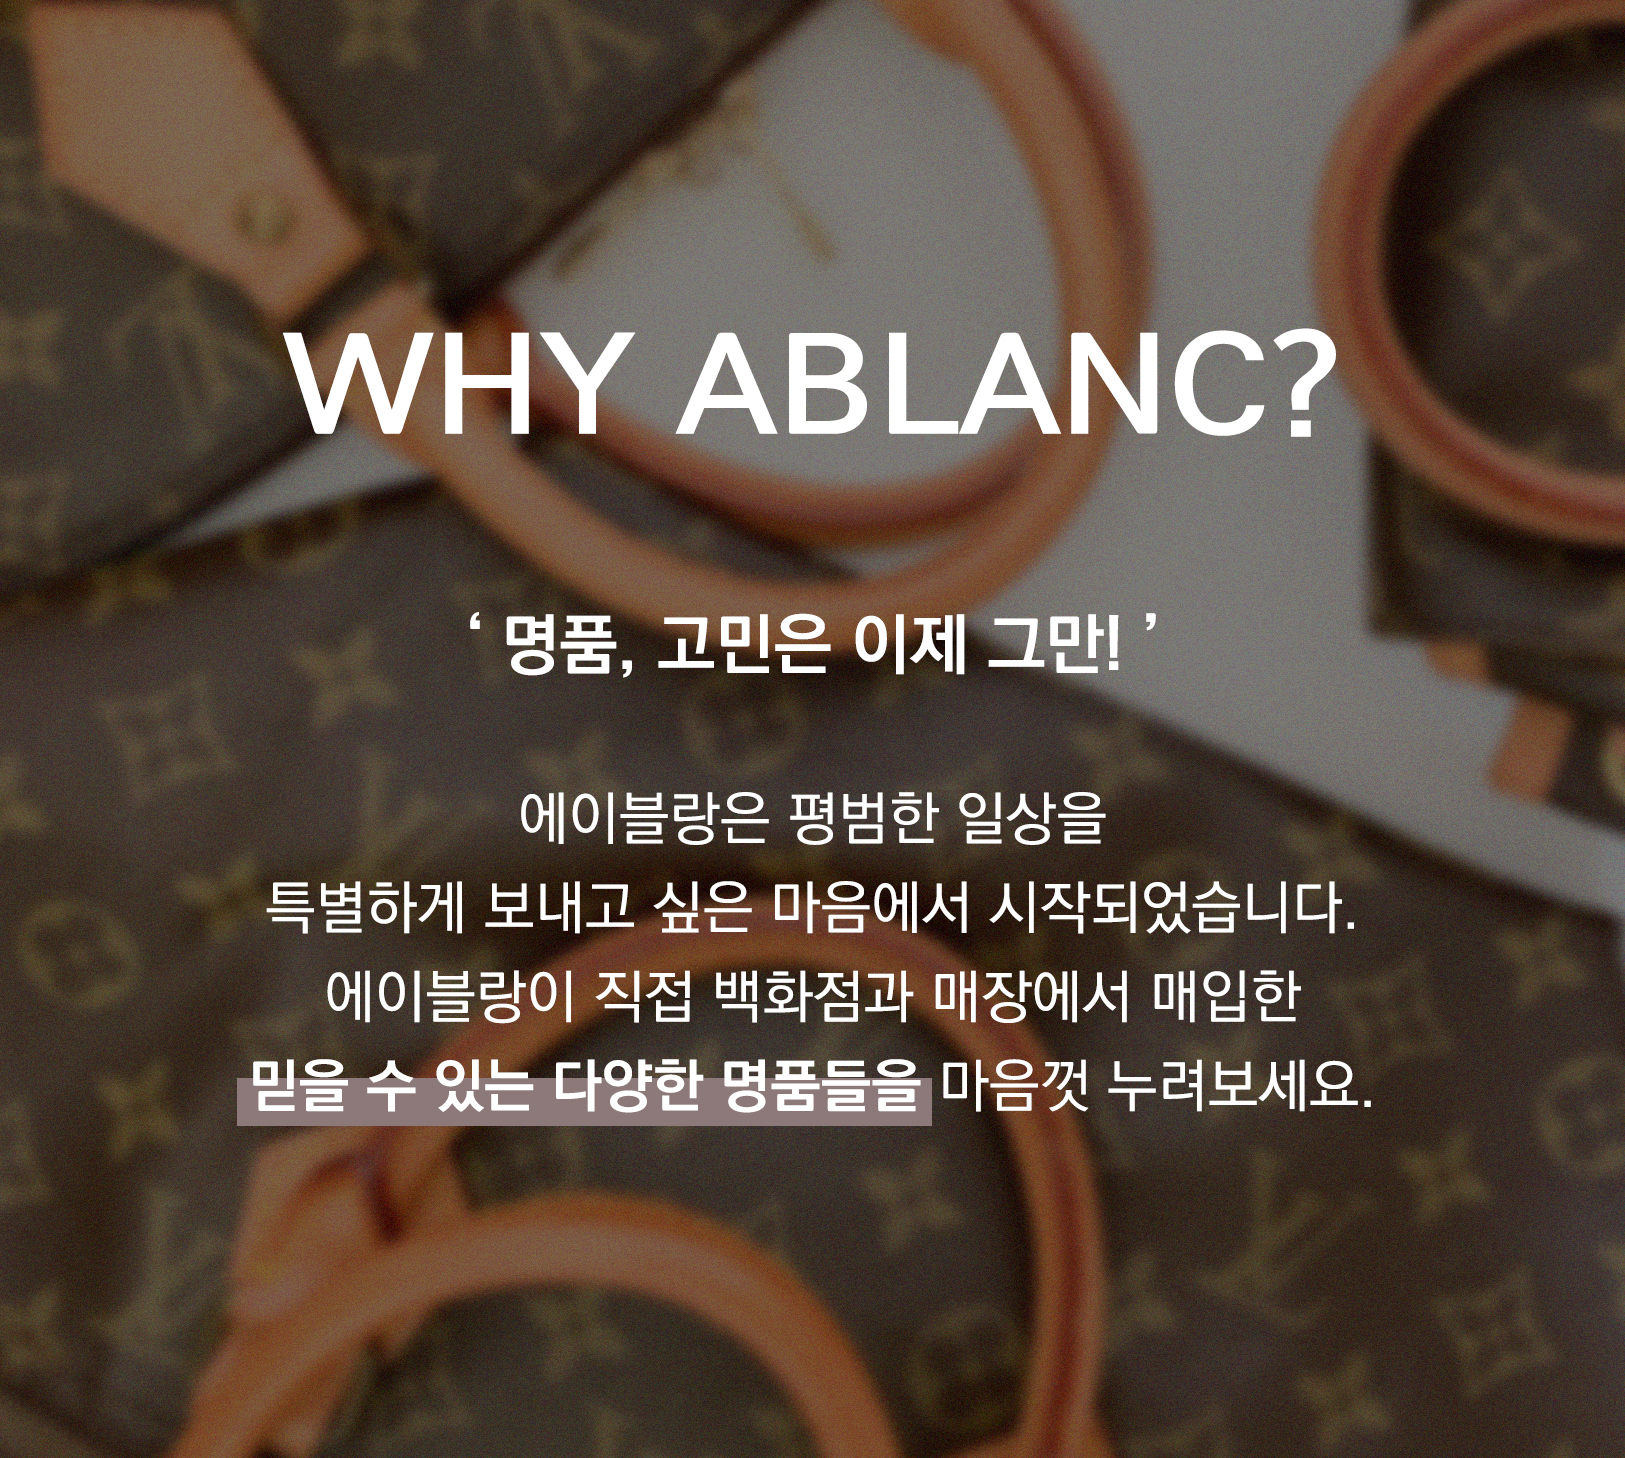 WHY ABLANC?
‘ 명품, 고민은 이제 그만! ’
에이블랑은 평범한 일상을
특별하게 보내고 싶은 마음에서 시작되었습니다.
에이블랑이 직접 백화점과 매장에서 매입한
믿을 수 있는 다양한 명품들을 마음껏 누려보세요.